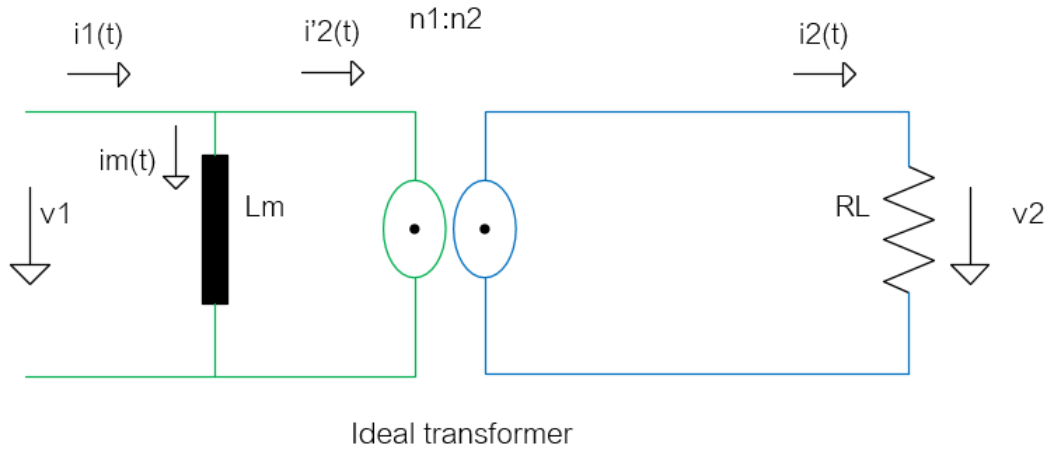 n1:n2
i1(t)
i'2(t)
i2(t)
im(t)
v1
Lm
RL
v2
Ideal transformer